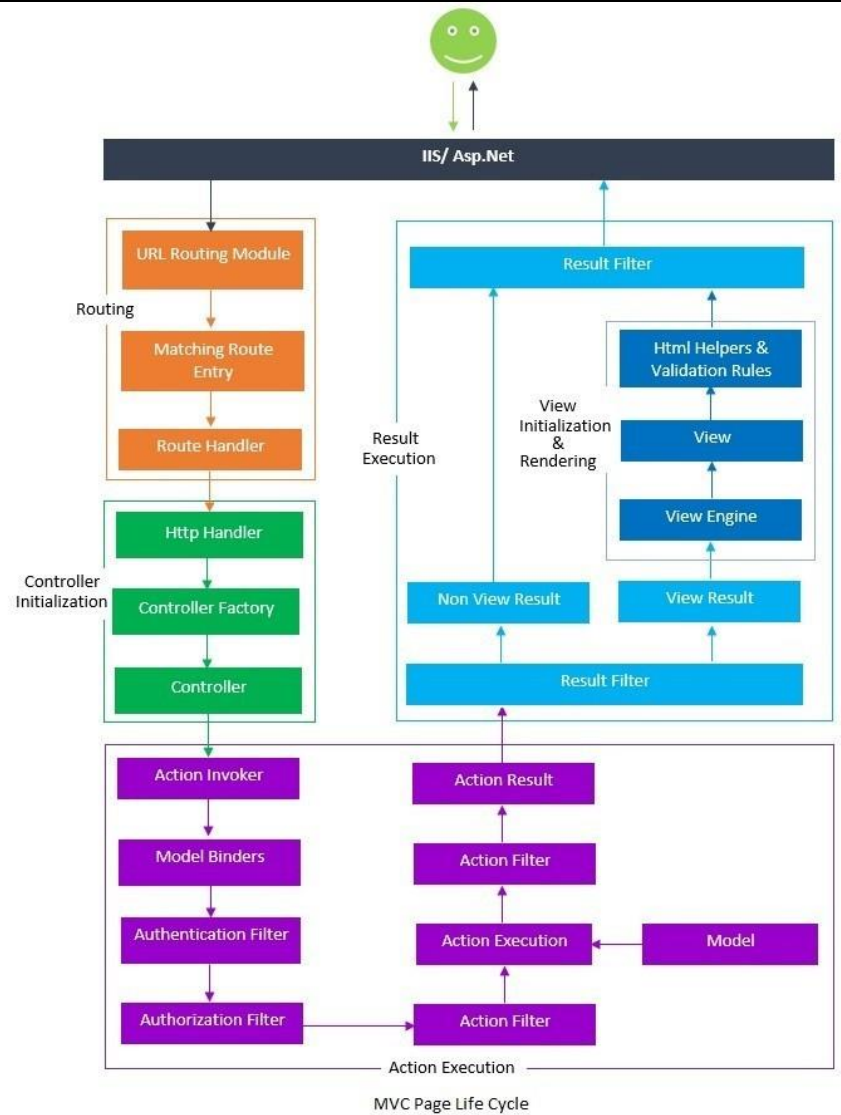 IIS/ Asp.Net
URL Routing Module
Routing
Matching Route
Entry
Route Handler
Http Handler
Controller
Initialization
Controller Factory
Controller
Action Invoker
Model Binders
Authentication Filter
Authorization Filter
Action Filter
Action Execution
Model
Action Filter
Action Result
Action Execution
Result Filter
Non View Result
View Result
Result
Execution
View Engine
View
Html Helpers &
Validation Rules
View
Initialization
&
Rendering
Result Filter
MVC Page Life Cycle